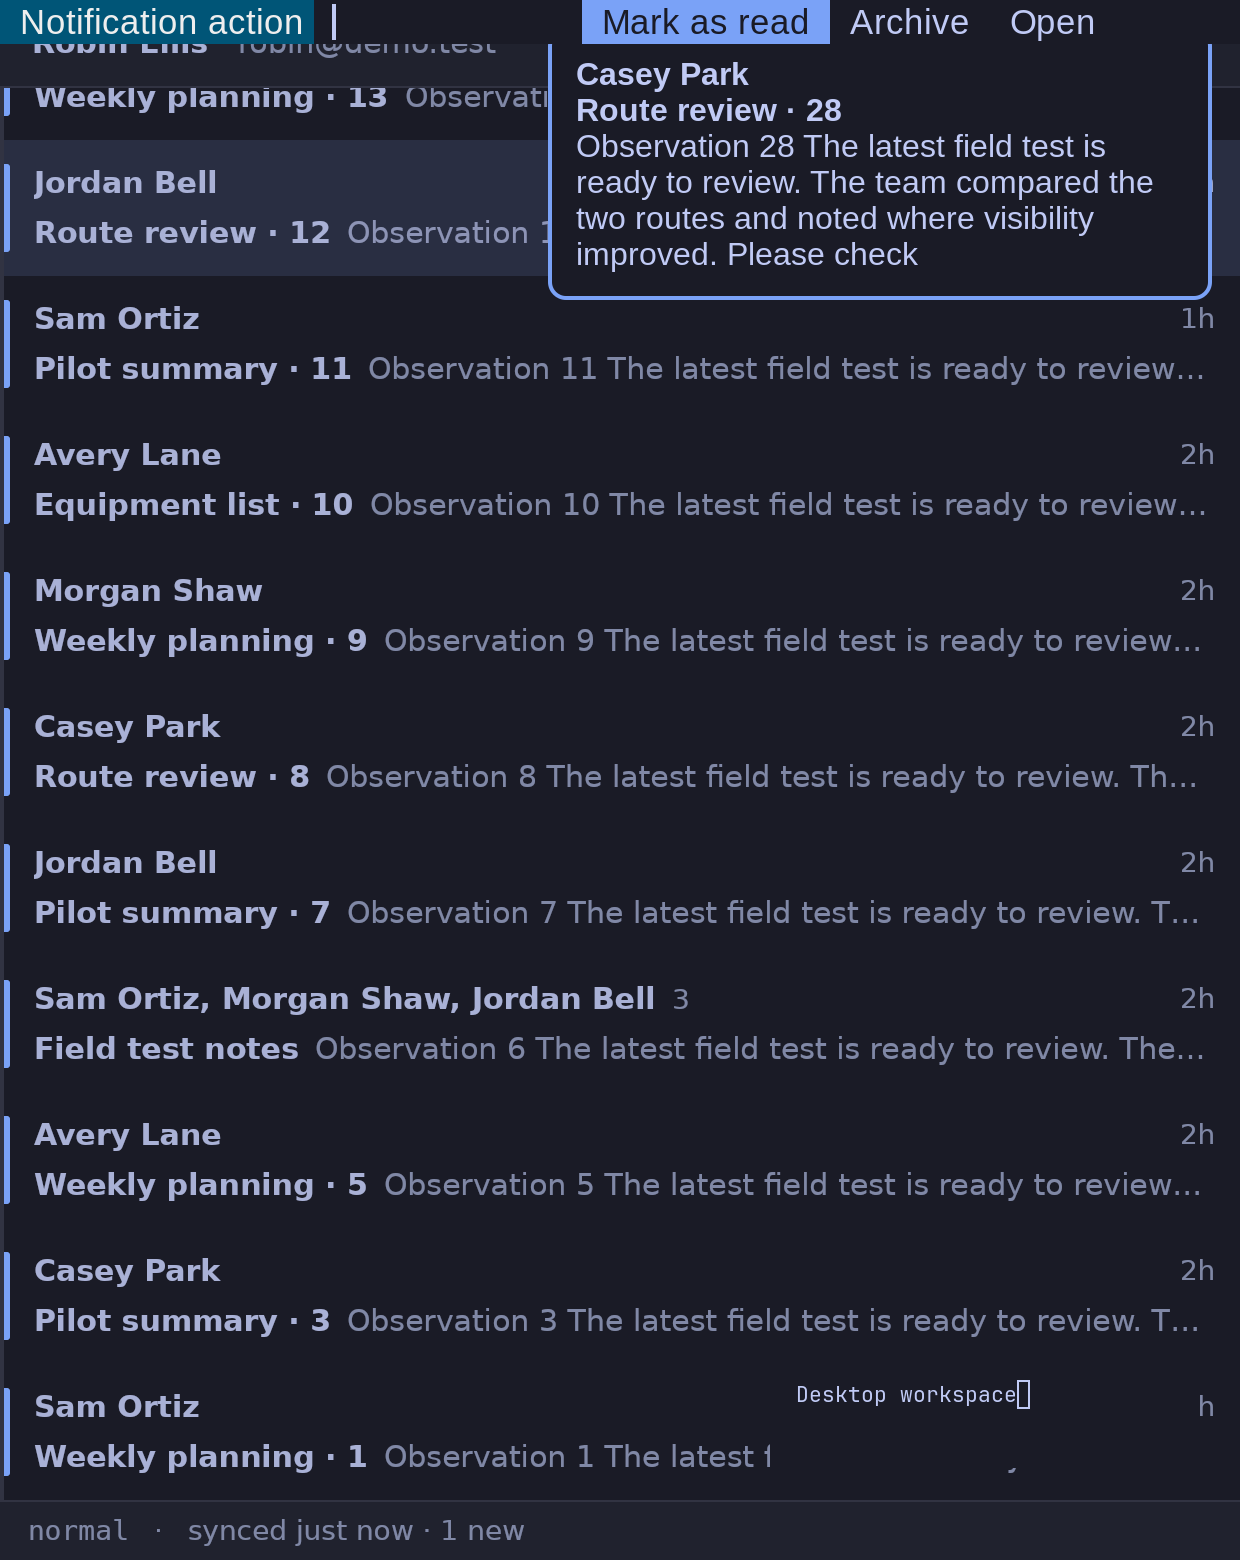 Notification action
Mark as read Archive Open
Robin Ellis robin@demo.test
Casey Park
Route review · 28
Observation 28 The latest field test is
ready to review. The team compared the
two routes and noted where visibility
improved. Please check
Weekly planning · 13
Jordan Bell
Route review · 12 Observation
Sam Ortiz 1h
Pilot summary · 11 Observation 11 The latest field test is ready to review…
Avery Lane 2h
Equipment list · 10 Observation 10 The latest field test is ready to review…
Morgan Shaw 2h
Weekly planning · 9 Observation 9 The latest field test is ready to review…
Casey Park 2h
Route review · 8 Observation 8 The latest field test is ready to review. Th…
Jordan Bell 2h
Pilot summary · 7 Observation 7 The latest field test is ready to review. T…
Sam Ortiz, Morgan Shaw, Jordan Bell 3 2h
Field test notes Observation 6 The latest field test is ready to review. The…
Avery Lane 2h
Weekly planning · 5 Observation 5 The latest field test is ready to review…
Casey Park 2h
Pilot summary · 3 Observation 3 The latest field test is ready to review. T…
Desktop workspace
Sam Ortiz h
Weekly planning · 1 Observation 1 The latest f
normal · synced just now · 1 new